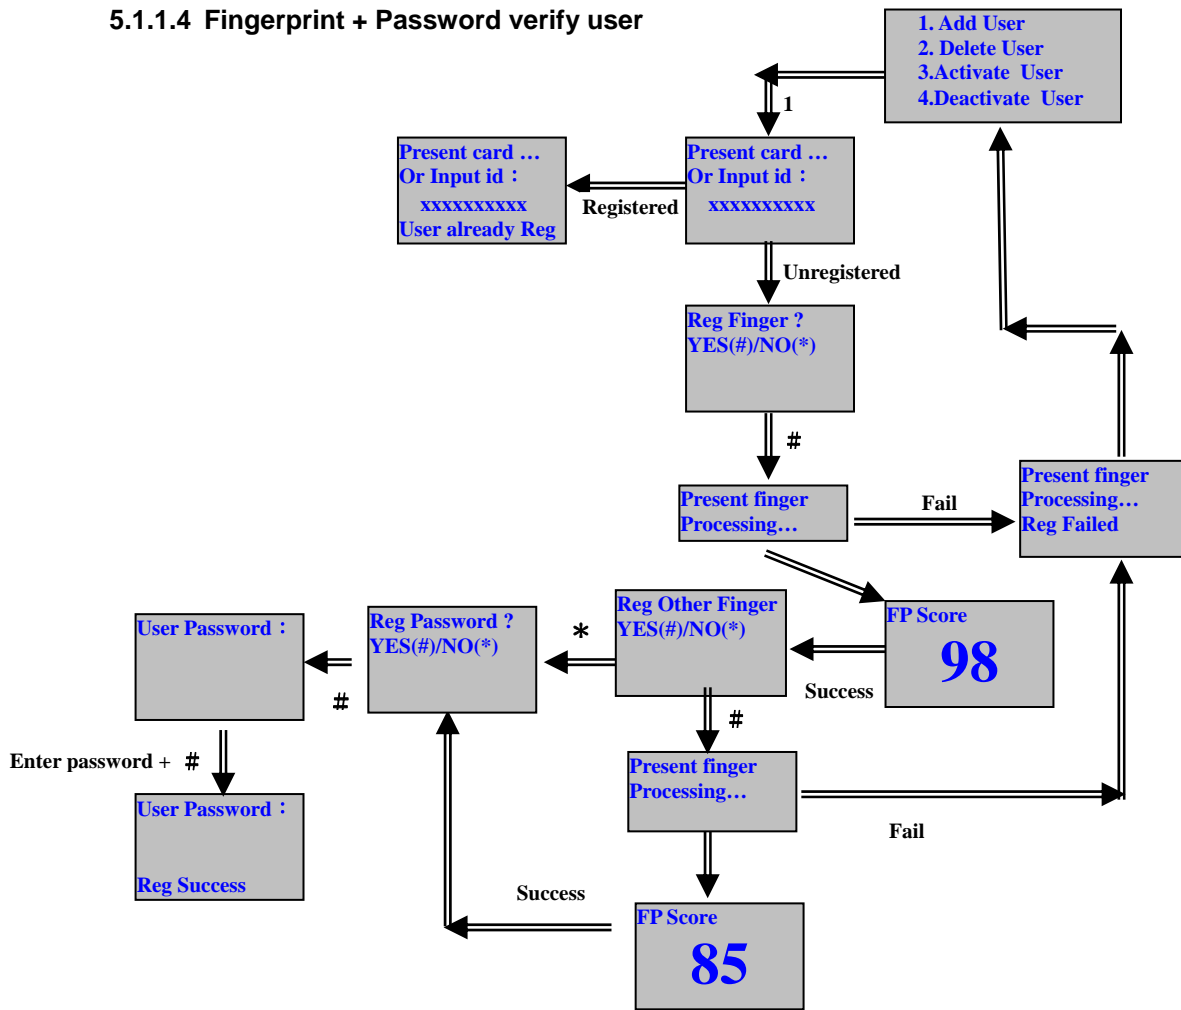 5.1.1.4 Fingerprint + Password verify user
1. Add User
2. Delete User
3.Activate User
4.Deactivate User
1
Present card …
Or Input id：
xxxxxxxxxx
User already Reg
Registered
Present card …
Or Input id：
xxxxxxxxxx
Unregistered
Reg Finger ?
YES(#)/NO(*)
#
Present finger
Processing…
Fail
Present finger
Processing…
Reg Failed
FP Score
98
Success
Reg Other Finger
YES(#)/NO(*)
*
Reg Password ?
YES(#)/NO(*)
#
User Password：
Enter password + #
User Password：
Reg Success
#
Present finger
Processing…
Fail
Success
FP Score
85